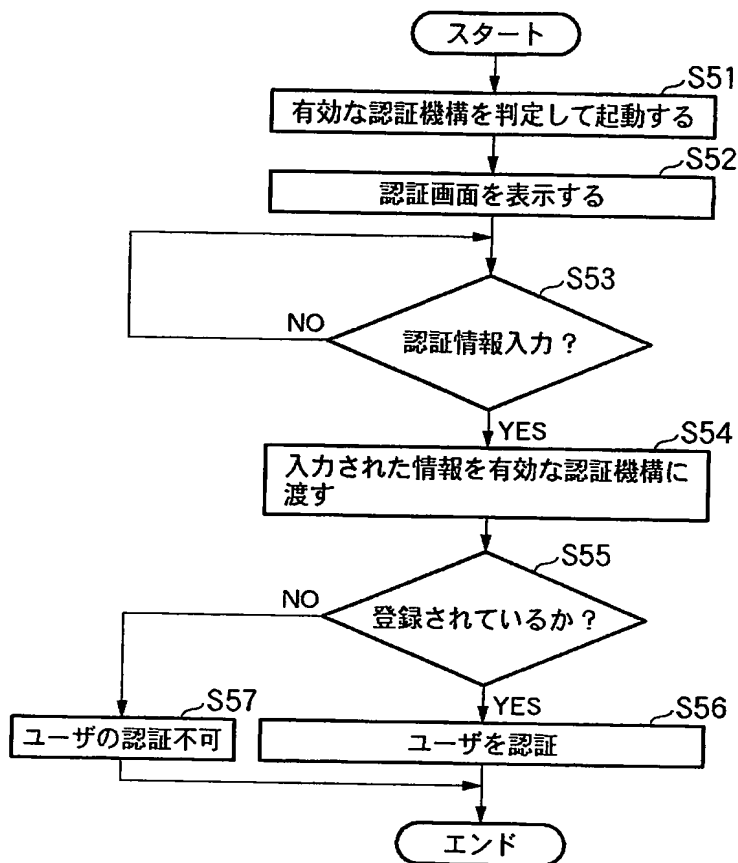 スタート
S51
有効な認証機構を判定して起動する
S52
認証画面を表示する
S53
NO
認証情報入力？
YES
S54
入力された情報を有効な認証機構に
渡す
S55
NO
登録されているか？
S57
YES
S56
ユーザの認証不可
ユーザを認証
エンド